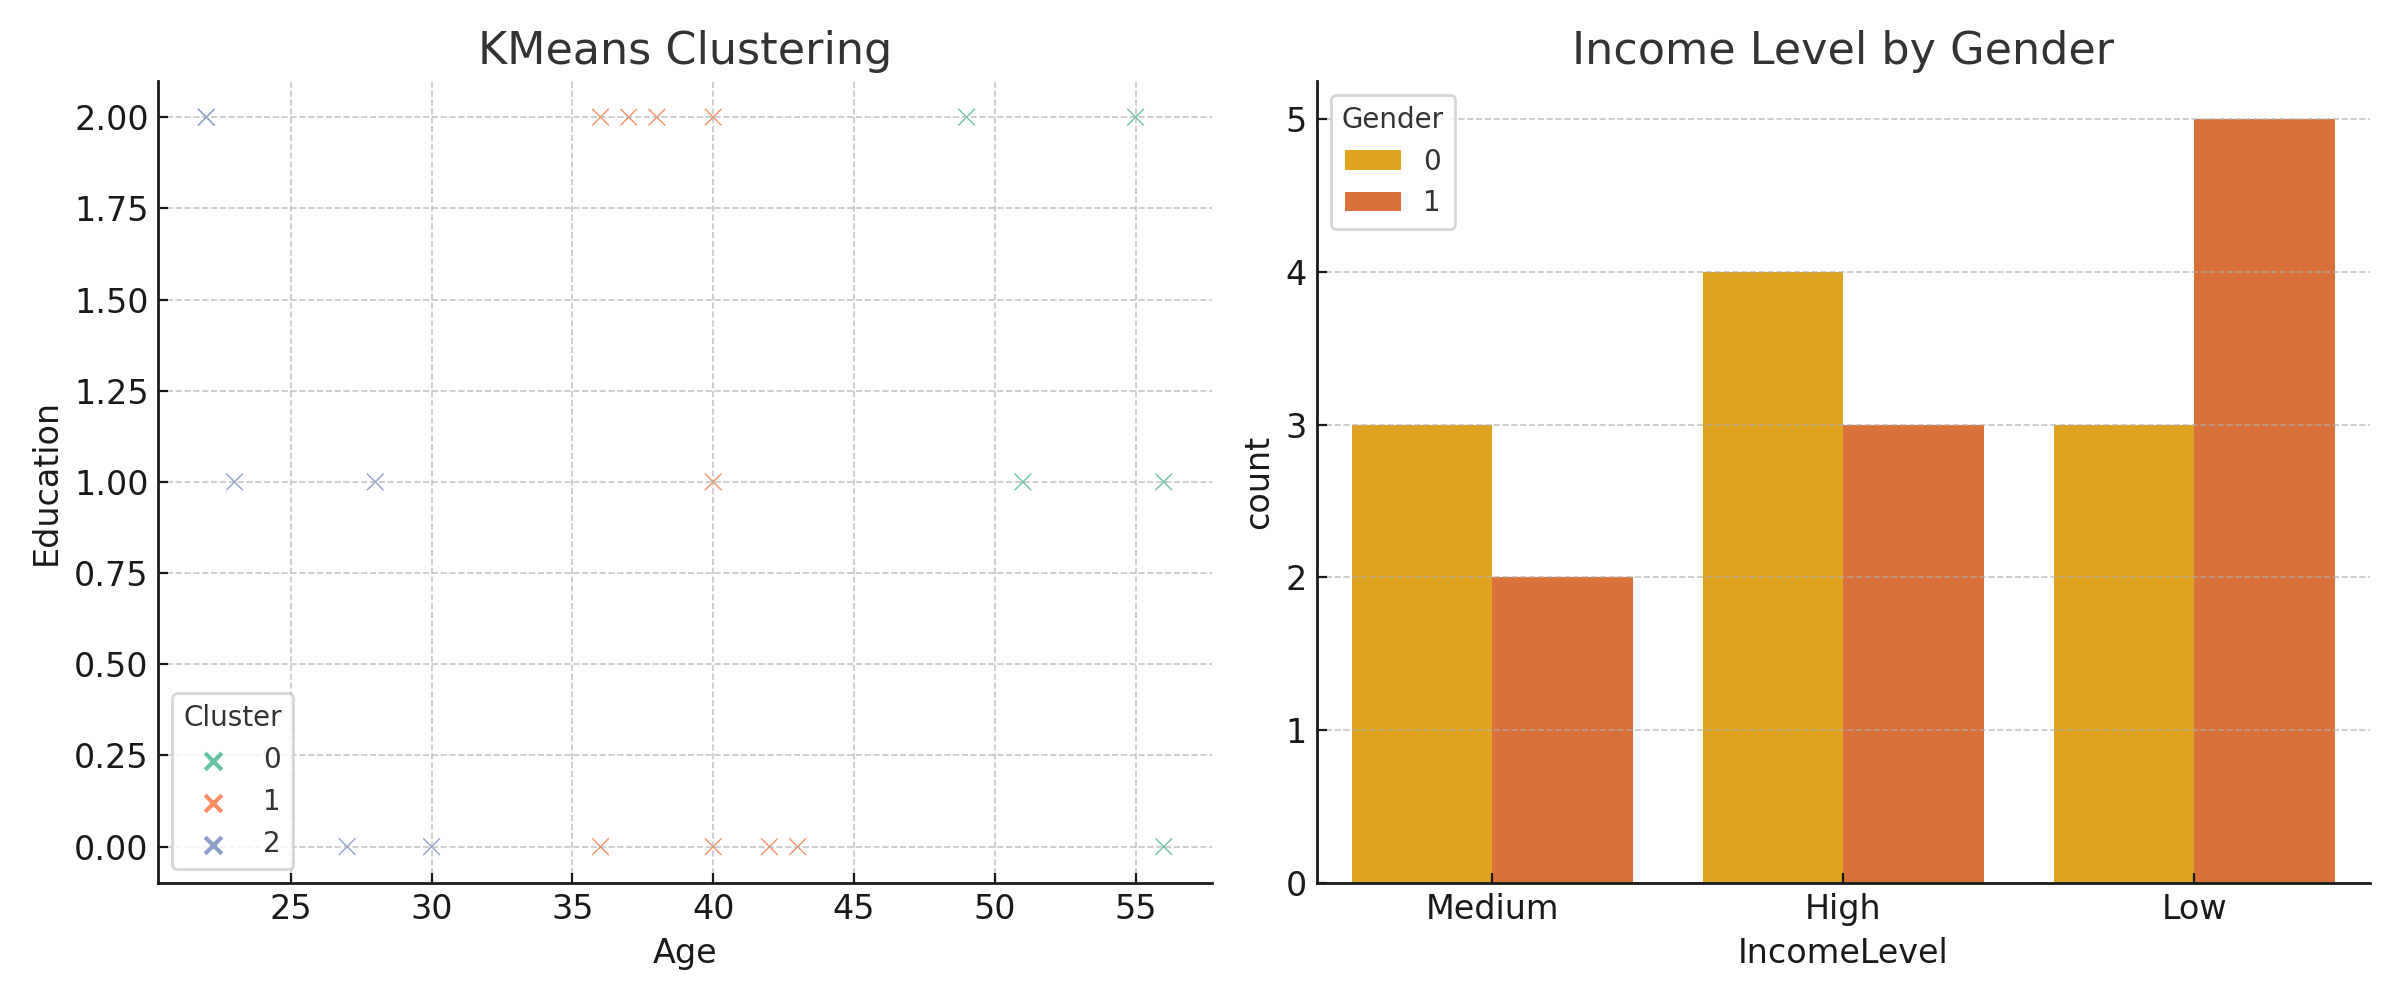 KMeans Clustering
2.00
1.75
1.50
1.25
1.00
0.75
0.50
0.25
0.00
Education
Cluster
0
1
2
25 30 35 40 45 50 55
Age
Income Level by Gender
Gender
0
1
5
4
3
2
1
0
count
Medium High Low
IncomeLevel